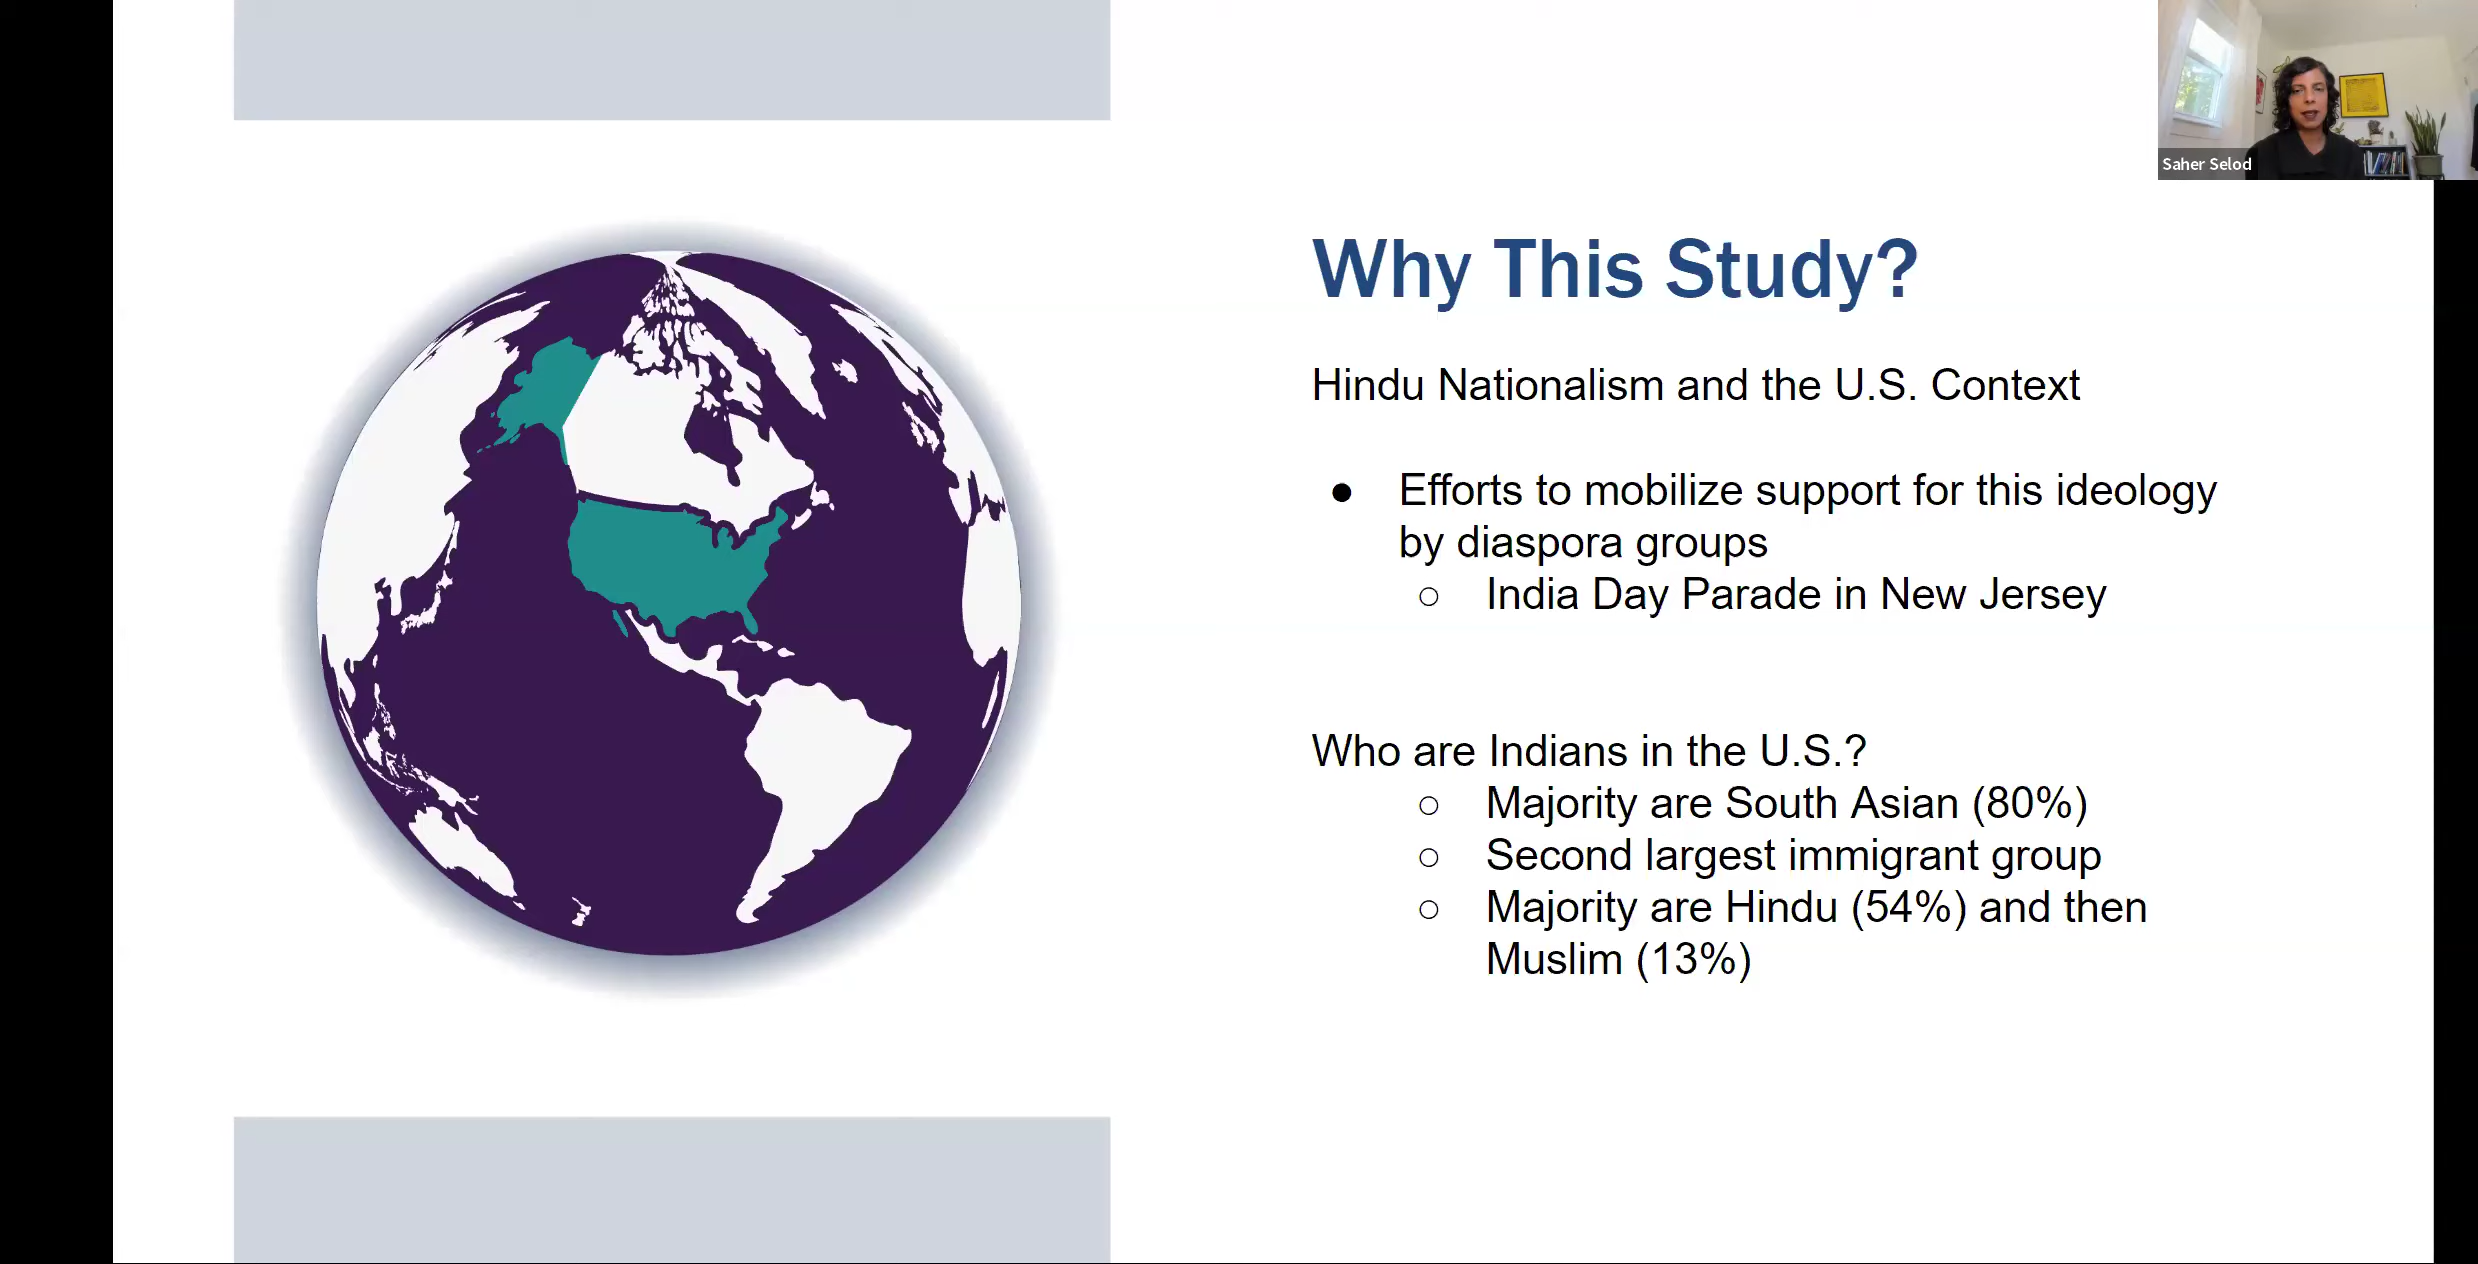 Saher Selod
Why This Study?
Hindu Nationalism and the U.S. Context
● Efforts to mobilize support for this ideology
by diaspora groups
○ India Day Parade in New Jersey
Who are Indians in the U.S.?
○ Majority are South Asian (80%)
○ Second largest immigrant group
○ Majority are Hindu (54%) and then
Muslim (13%)